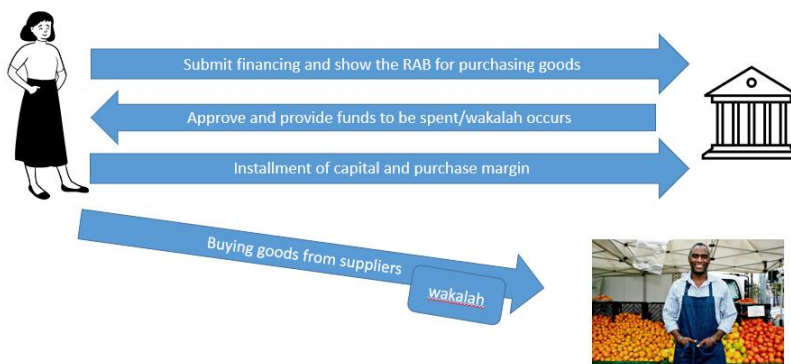 Submit financing and show the RAB for purchasing goods
Approve and provide funds to be spent/wakalah occurs
Installment of capital and purchase margin
Buying goods from suppliers
wakalah